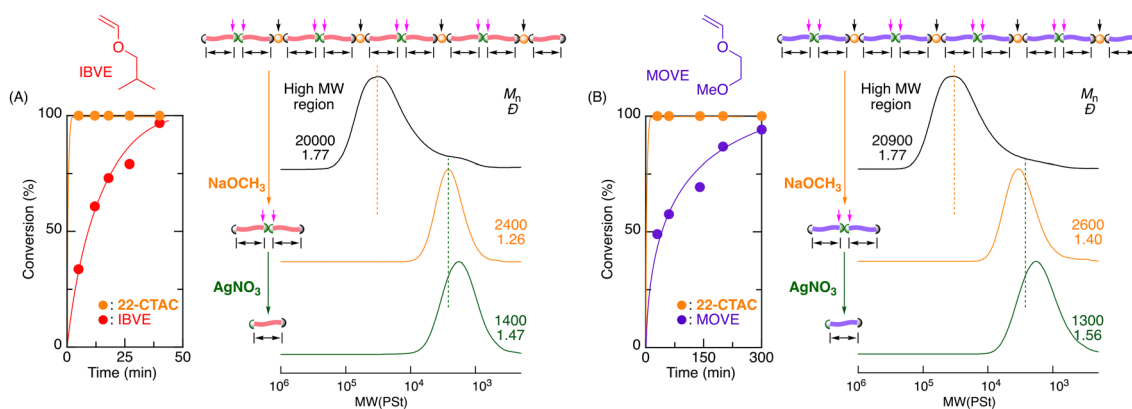 (A)
O
IBVE
High MW
region
Mn
Đ
20000
1.77
NaOCH3
2400
1.26
AgNO3
1400
1.47
Conversion (%)
100
50
0
0
25
50
Time (min)
: 22-CTAC
: IBVE
10^6
10^5
10^4
10^3
MW(PSt)
(B)
O
MeO
MOVE
High MW
region
Mn
Đ
20900
1.77
NaOCH3
2600
1.40
AgNO3
1300
1.56
Conversion (%)
100
50
0
0
150
300
Time (min)
: 22-CTAC
: MOVE
10^6
10^5
10^4
10^3
MW(PSt)